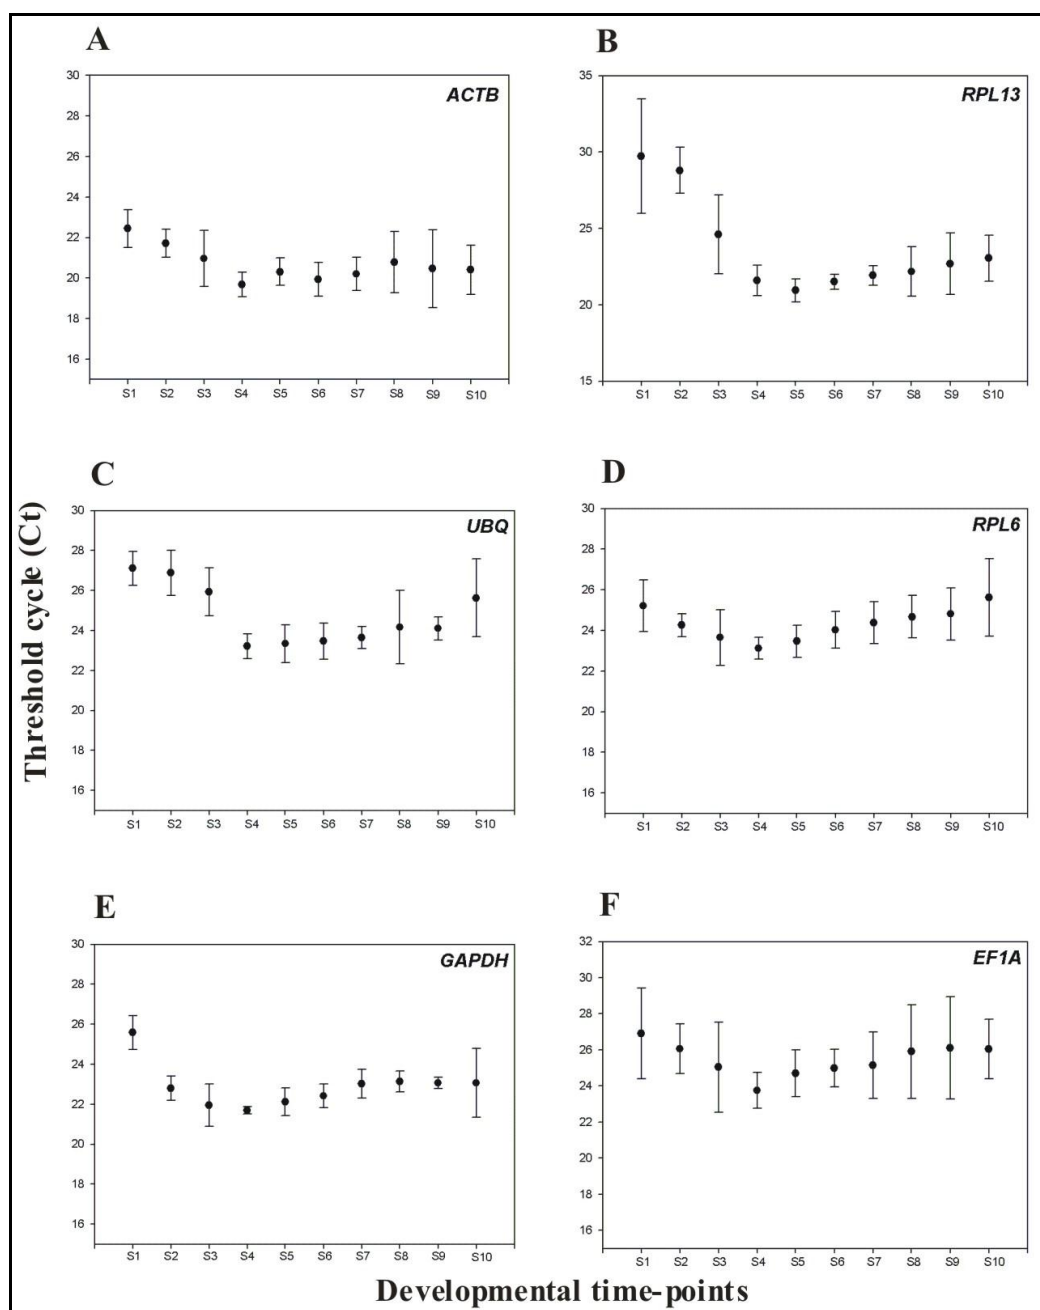 A
ACTB
30
28
26
24
22
20
18
16
S1 S2 S3 S4 S5 S6 S7 S8 S9 S10
B
RPL13
35
30
25
20
15
S1 S2 S3 S4 S5 S6 S7 S8 S9 S10
C
UBQ
30
28
26
24
22
20
18
16
S1 S2 S3 S4 S5 S6 S7 S8 S9 S10
D
RPL6
30
28
26
24
22
20
18
16
S1 S2 S3 S4 S5 S6 S7 S8 S9 S10
Threshold cycle (Ct)
E
GAPDH
30
28
26
24
22
20
18
16
S1 S2 S3 S4 S5 S6 S7 S8 S9 S10
F
EF1A
32
30
28
26
24
22
20
18
16
S1 S2 S3 S4 S5 S6 S7 S8 S9 S10
Developmental time-points